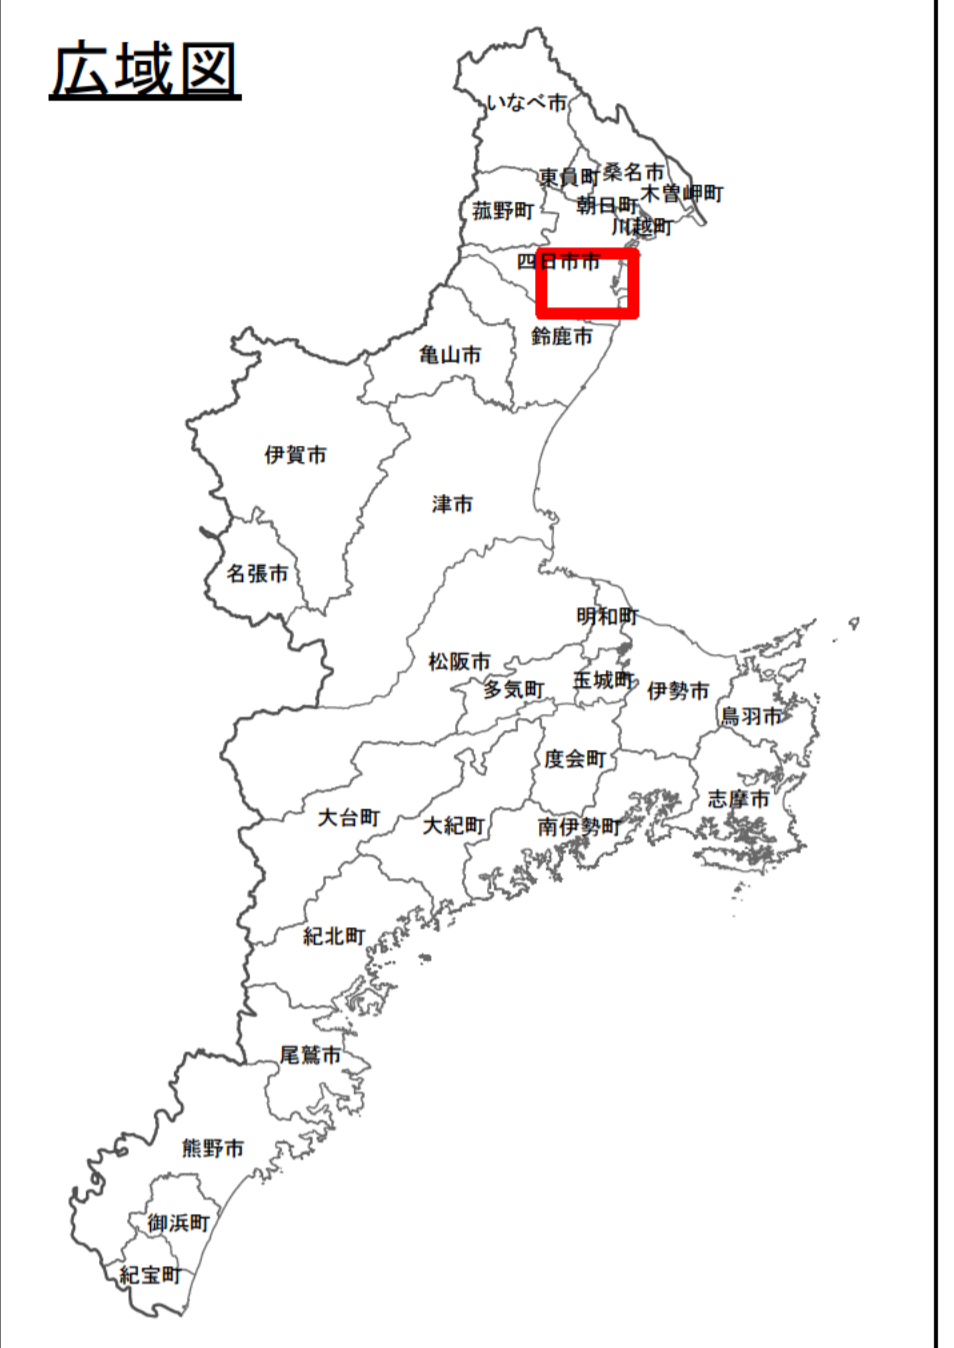 広域図
いなべ市
東員町
桑名市
木曽岬町
菰野町
朝日町
川越町
四日市市
鈴鹿市
亀山市
伊賀市
津市
名張市
明和町
松阪市
多気町
玉城町
伊勢市
鳥羽市
度会町
志摩市
大台町
大紀町
南伊勢町
紀北町
尾鷲市
熊野市
御浜町
紀宝町